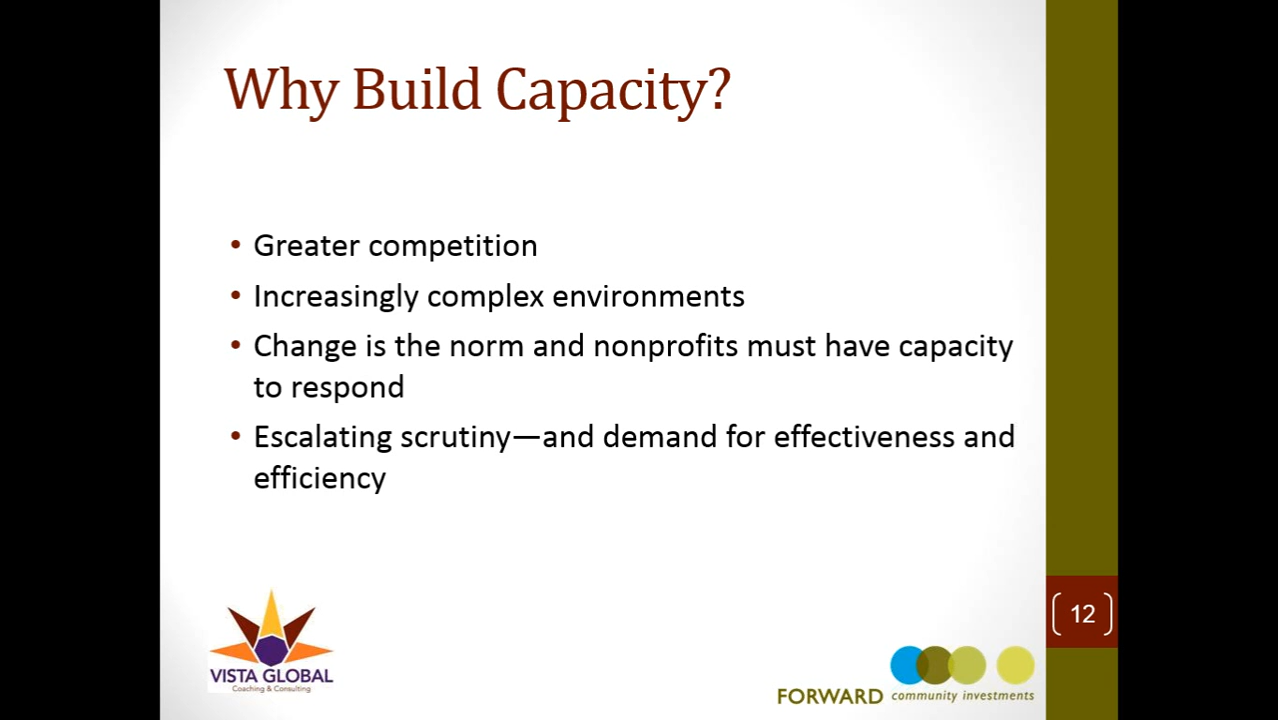 Why Build Capacity?
• Greater competition
• Increasingly complex environments
• Change is the norm and nonprofits must have capacity
to respond
• Escalating scrutiny—and demand for effectiveness and
efficiency
12
VISTA GLOBAL
Coaching & Consulting
FORWARD community investments